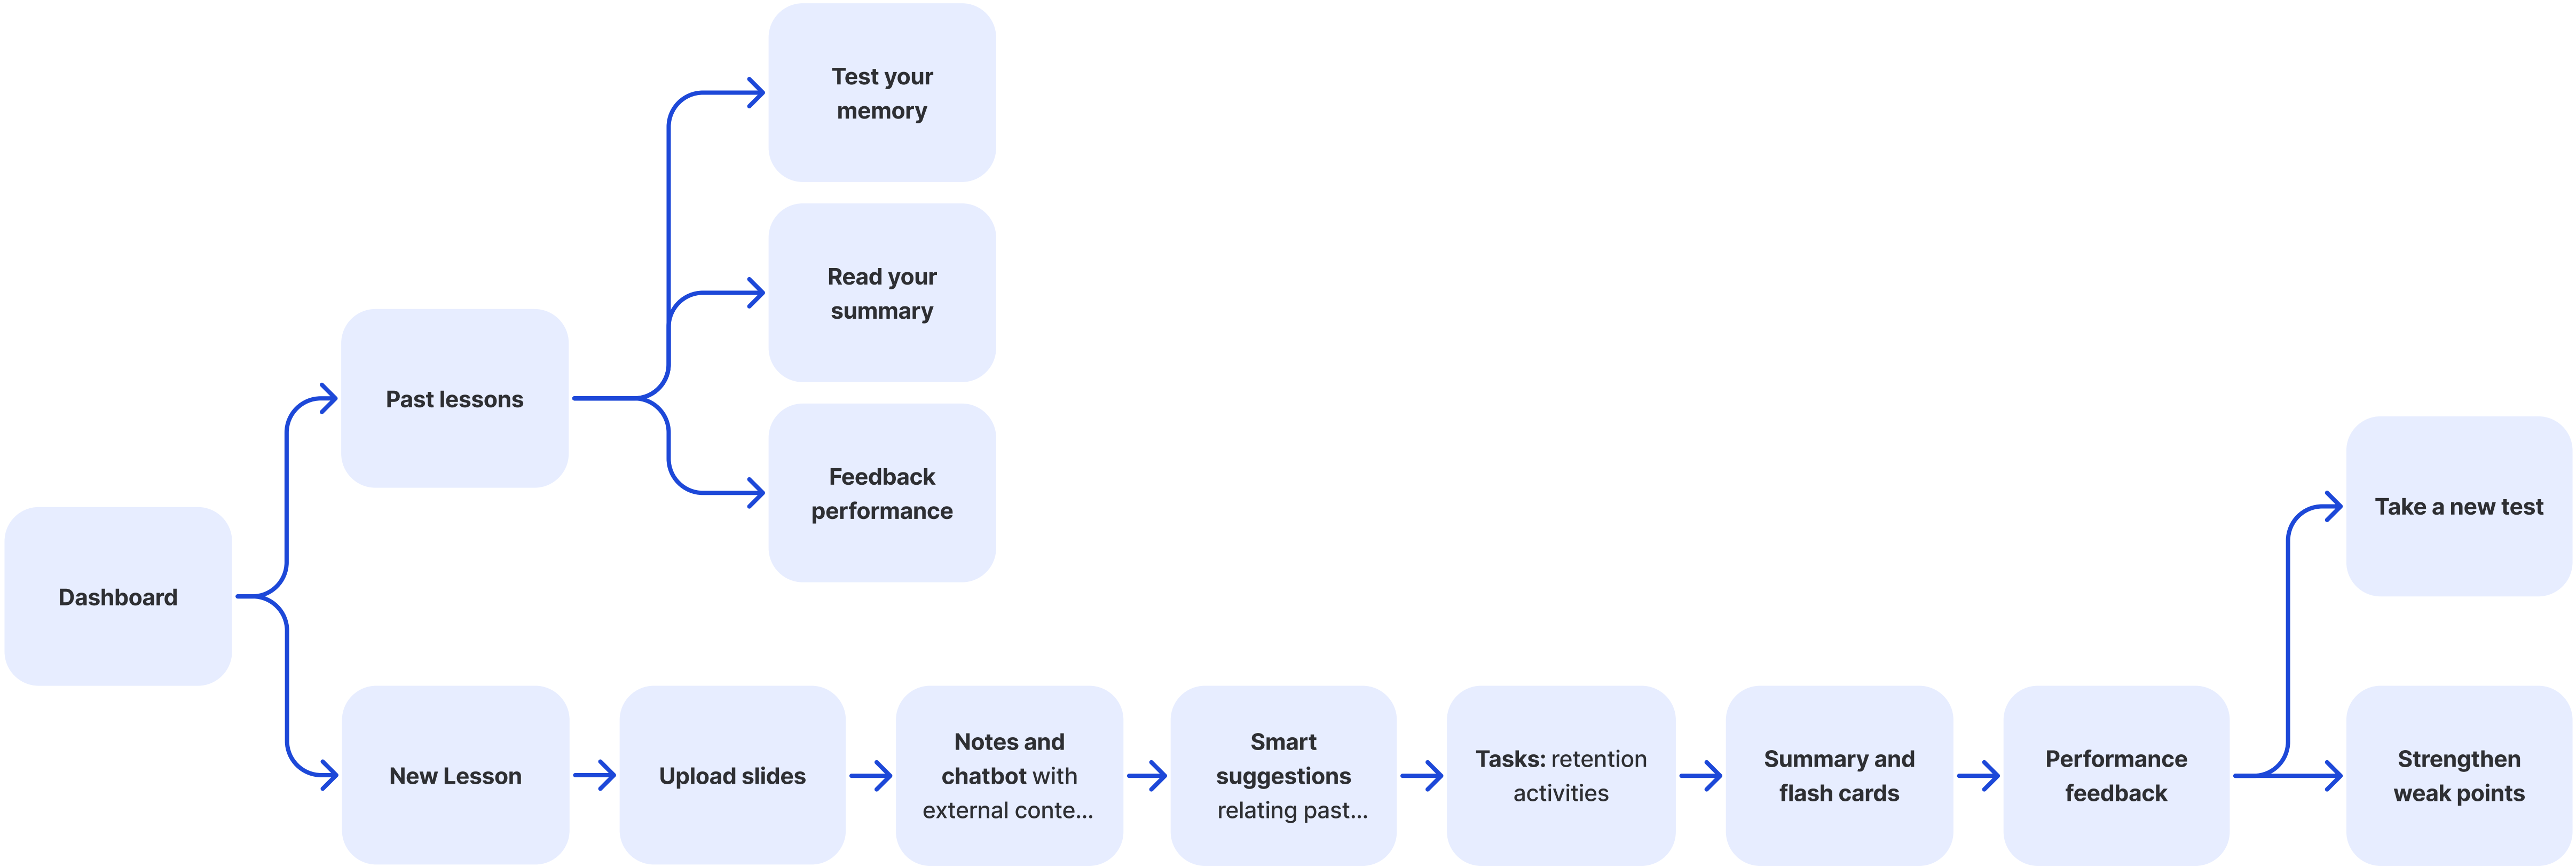 Test your
memory
Read your
summary
Past lessons
Feedback
performance
Dashboard
Take a new test
New Lesson
Upload slides
Notes and
chatbot with
external conte...
Smart
suggestions
relating past...
Tasks: retention
activities
Summary and
flash cards
Performance
feedback
Strengthen
weak points